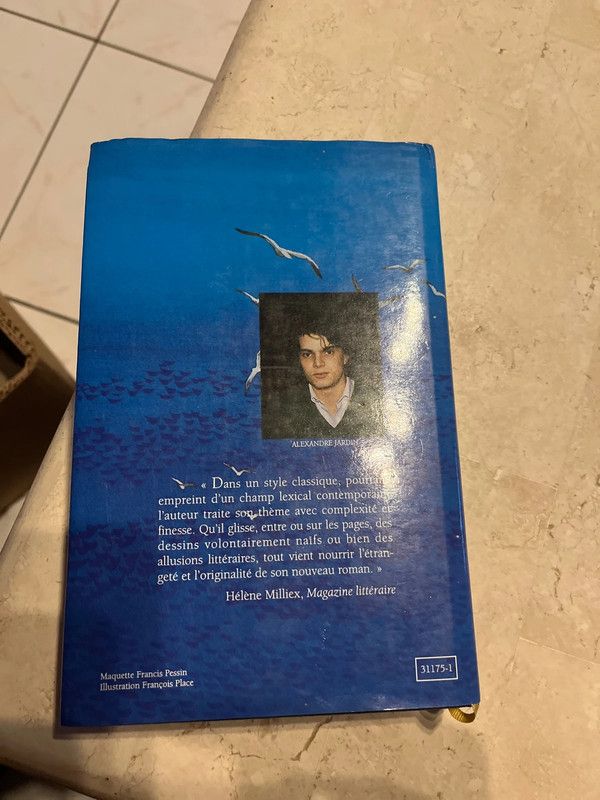 ALEXANDRE JARDIN
« Dans un style classique, pourtant
empreint d'un champ lexical contemporain,
l'auteur traite son thème avec complexité et
finesse. Qu'il glisse, entre ou sur les pages, des
dessins volontairement naïfs ou bien des
allusions littéraires, tout vient nourrir l'étran-
geté et l'originalité de son nouveau roman. »
Hélène Milliex, Magazine littéraire
Maquette Francis Pessin
Illustration François Place
31175-1